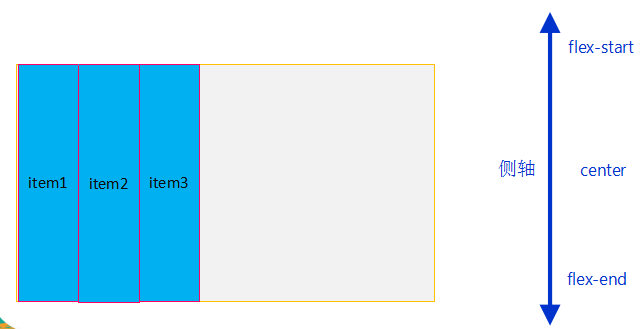 flex-start
item1
item2
item3
侧轴
center
flex-end